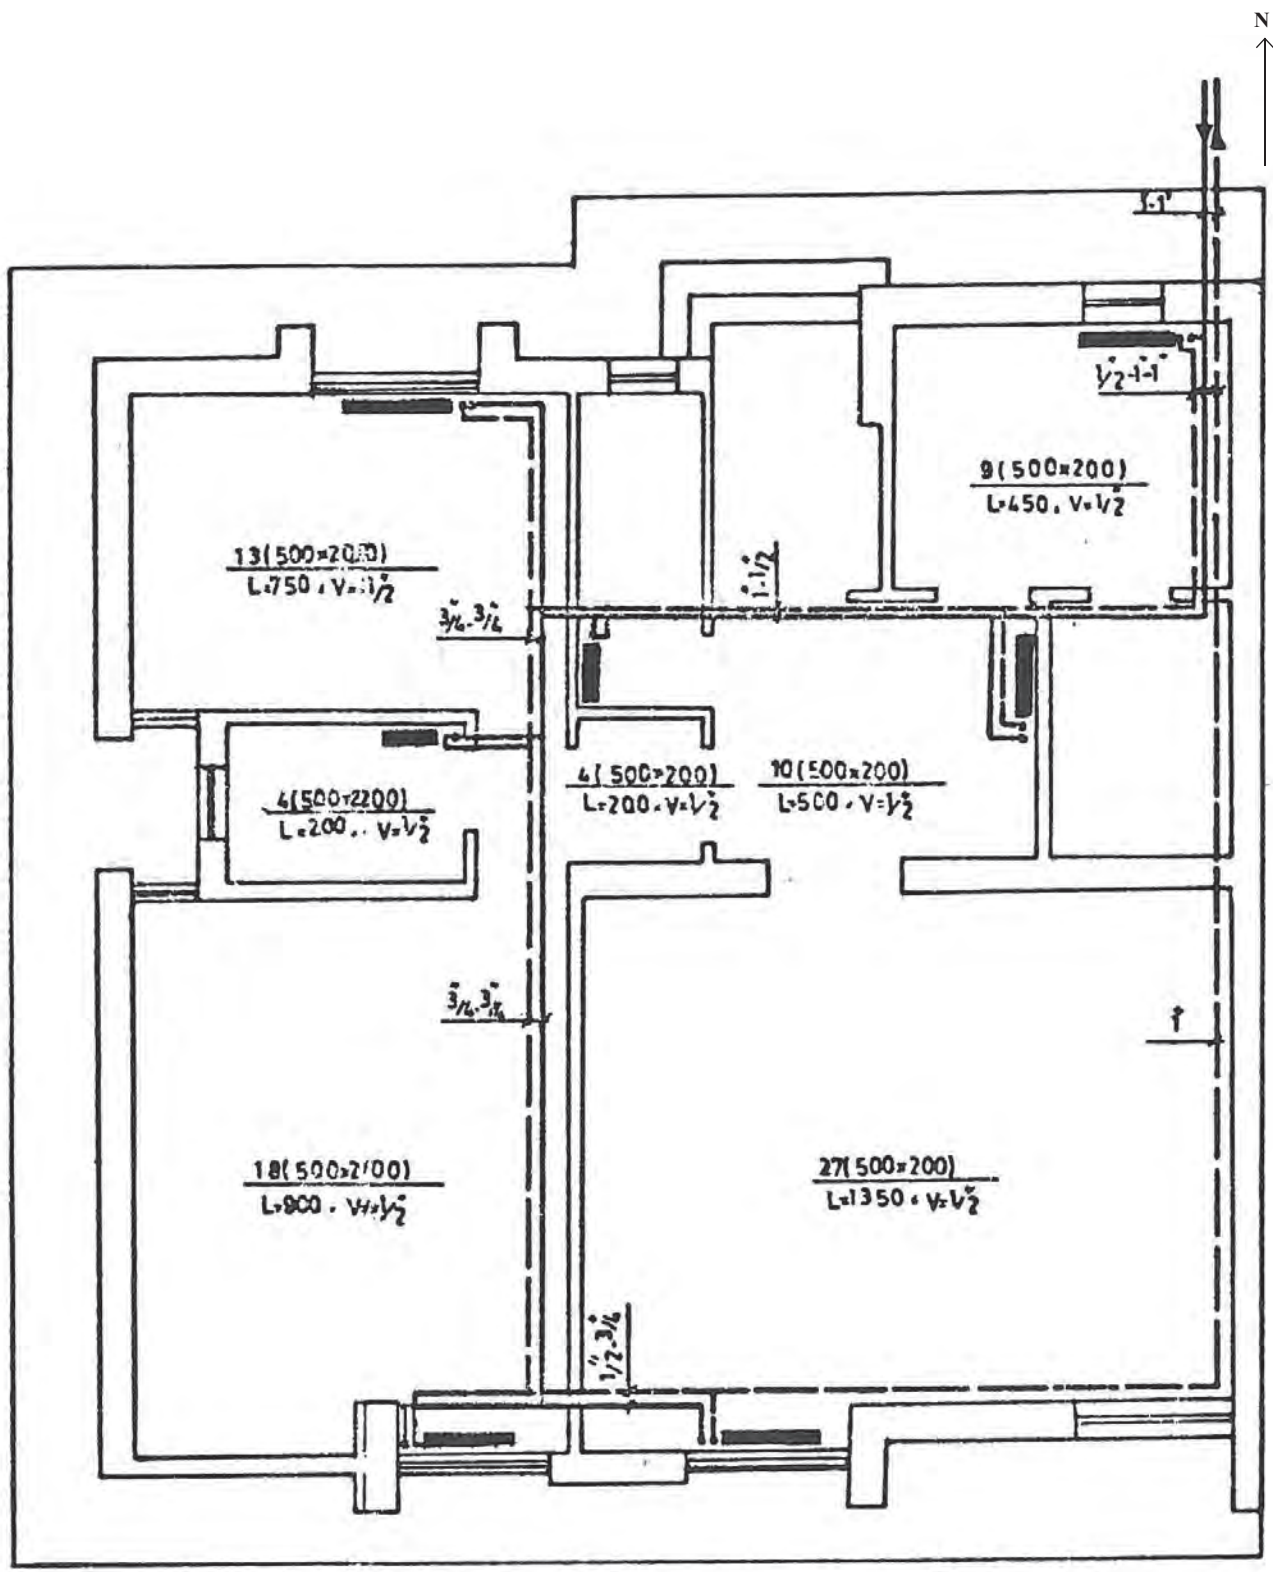 N
1"-1"
1/2"-1"-1"
9(500×200)
L=450, V=1/2"
13(500×200)
L=750, V=1/2"
1"-1/2"
3/4"-3/4"
4(500×2200)
L=200, V=1/2"
4(500×200)
L=200, V=1/2"
10(500×200)
L=500, V=1/2"
3/4"-3/4"
1"
18(500×2100)
L=900, V=1/2"
27(500×200)
L=1350, V=1/2"
1/2"-3/4"